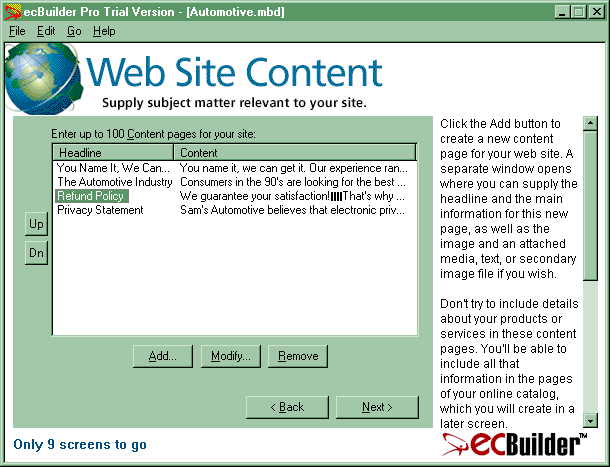 ecBuilder Pro Trial Version - [Automotive.mbd]
File Edit Go Help
Web Site Content
Supply subject matter relevant to your site.
Enter up to 100 Content pages for your site:
Headline Content
You Name It, We Can... You name it, we can get it. Our experience ran...
The Automotive Industry Consumers in the 90's are looking for the best ...
Refund Policy We guarantee your satisfaction!||||That's why ...
Privacy Statement Sam's Automotive believes that electronic priv...
Up
Dn
Add... Modify... Remove
< Back Next >
Click the Add button to
create a new content
page for your web site. A
separate window opens
where you can supply the
headline and the main
information for this new
page, as well as the
image and an attached
media, text, or secondary
image file if you wish.
Don't try to include details
about your products or
services in these content
pages. You'll be able to
include all that
information in the pages
of your online catalog,
which you will create in a
later screen.
Only 9 screens to go
ecBuilder™